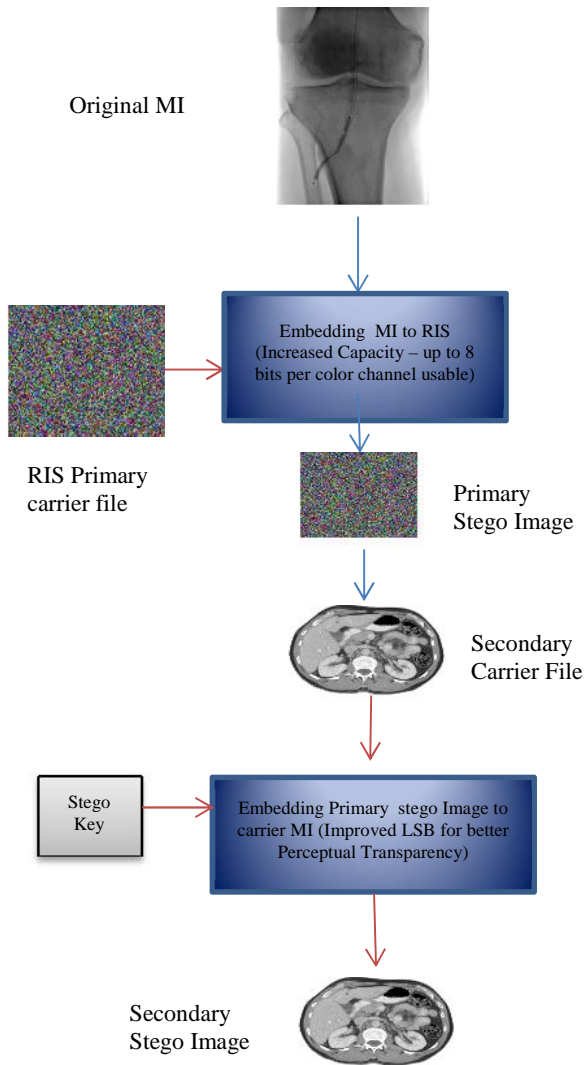 Original MI
Embedding MI to RIS
(Increased Capacity – up to 8
bits per color channel usable)
RIS Primary
carrier file
Primary
Stego Image
Secondary
Carrier File
Stego
Key
Embedding Primary stego Image to
carrier MI (Improved LSB for better
Perceptual Transparency)
Secondary
Stego Image